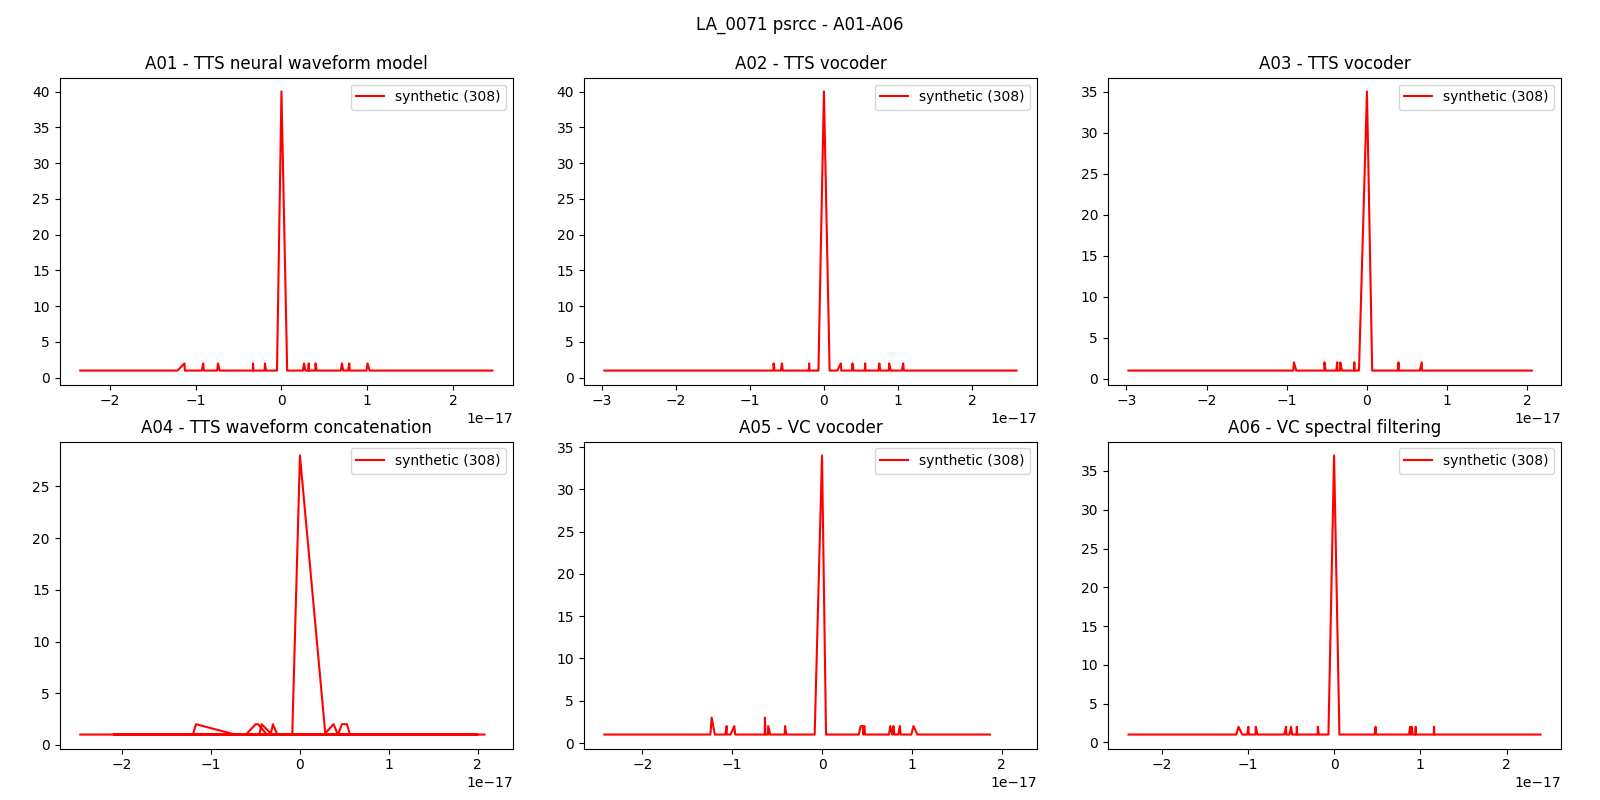 LA_0071 psrcc - A01-A06
A01 - TTS neural waveform model
synthetic (308)
40
35
30
25
20
15
10
5
0
−2 −1 0 1 2
1e−17
A02 - TTS vocoder
synthetic (308)
40
35
30
25
20
15
10
5
0
−3 −2 −1 0 1 2
1e−17
A03 - TTS vocoder
synthetic (308)
35
30
25
20
15
10
5
0
−3 −2 −1 0 1 2
1e−17
A04 - TTS waveform concatenation
synthetic (308)
25
20
15
10
5
0
−2 −1 0 1 2
1e−17
A05 - VC vocoder
synthetic (308)
35
30
25
20
15
10
5
0
−2 −1 0 1 2
1e−17
A06 - VC spectral filtering
synthetic (308)
35
30
25
20
15
10
5
0
−2 −1 0 1 2
1e−17